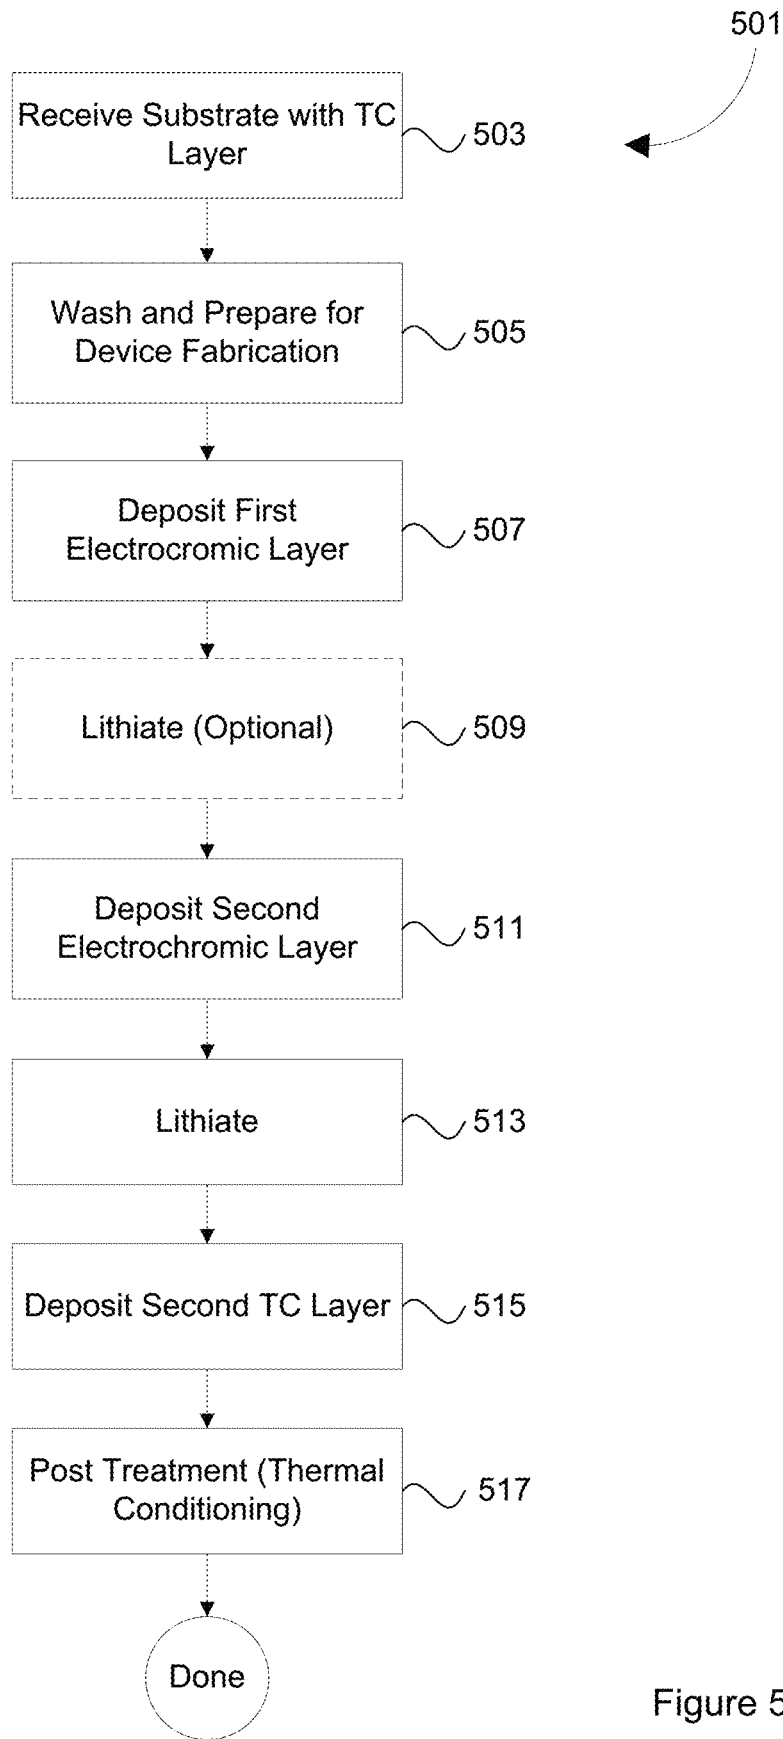 501
Receive Substrate with TC
Layer
503
Wash and Prepare for
Device Fabrication
505
Deposit First
Electrocromic Layer
507
Lithiate (Optional)
509
Deposit Second
Electrochromic Layer
511
Lithiate
513
Deposit Second TC Layer
515
Post Treatment (Thermal
Conditioning)
517
Done
Figure 5